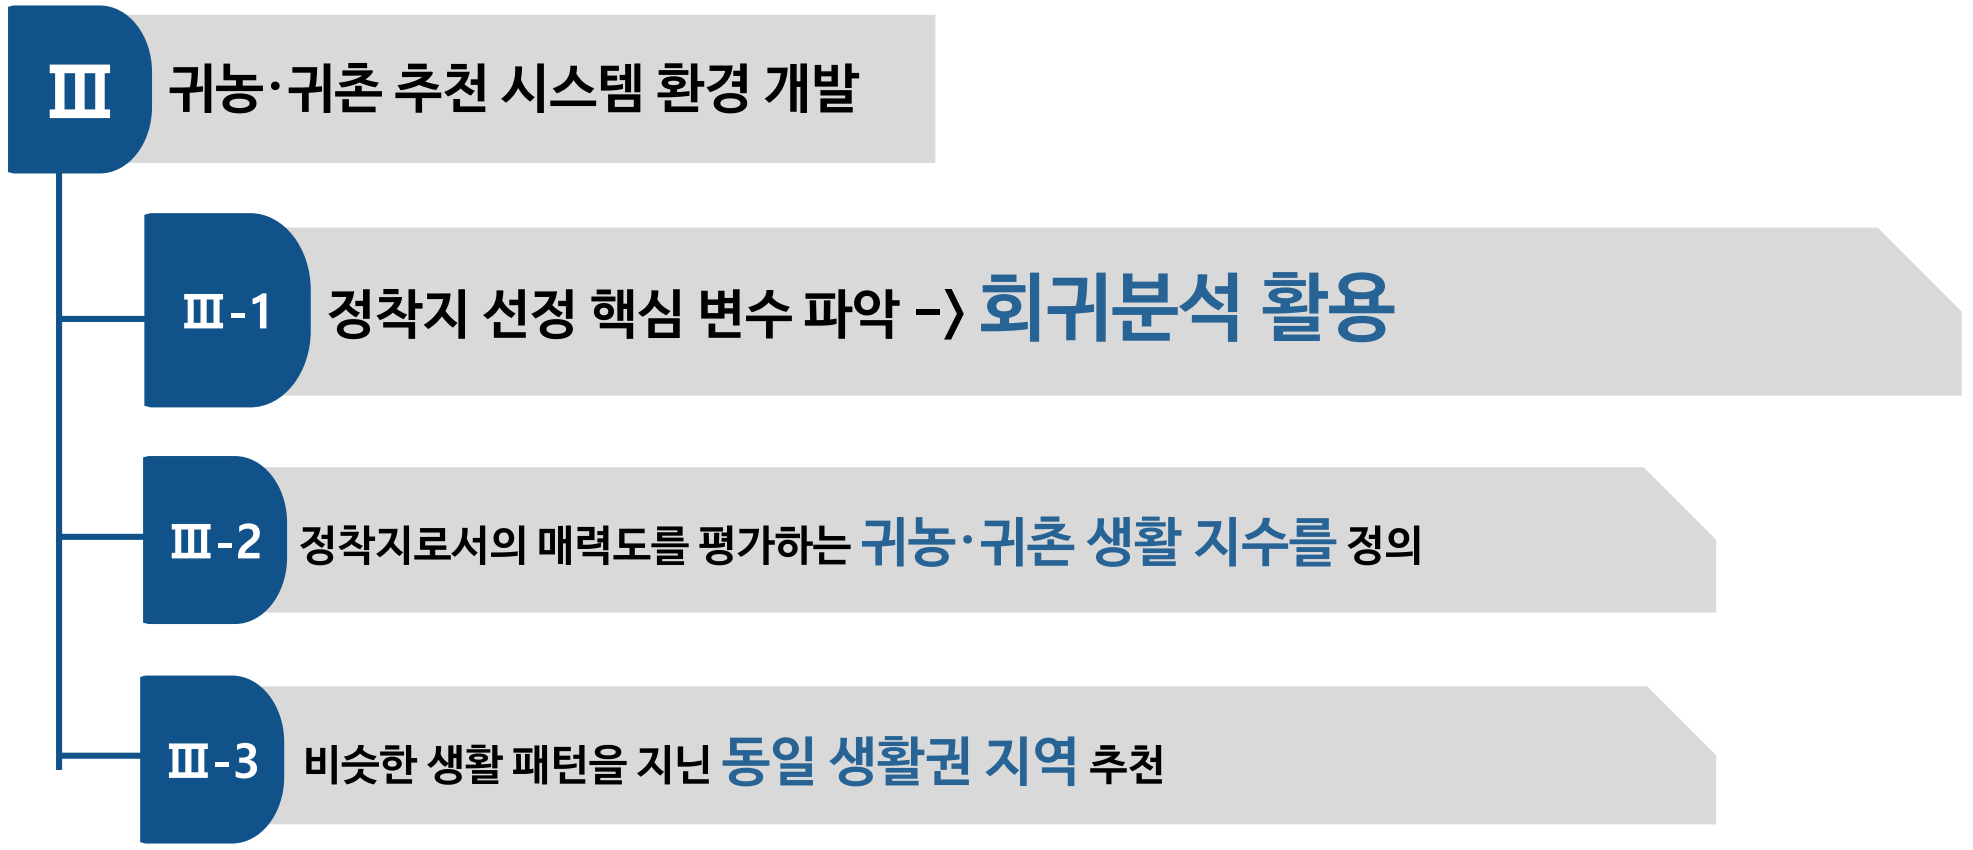 Ⅲ 귀농·귀촌 추천 시스템 환경 개발
Ⅲ-1 정착지 선정 핵심 변수 파악 -> 회귀분석 활용
Ⅲ-2 정착지로서의 매력도를 평가하는 귀농·귀촌 생활 지수를 정의
Ⅲ-3 비슷한 생활 패턴을 지닌 동일 생활권 지역 추천